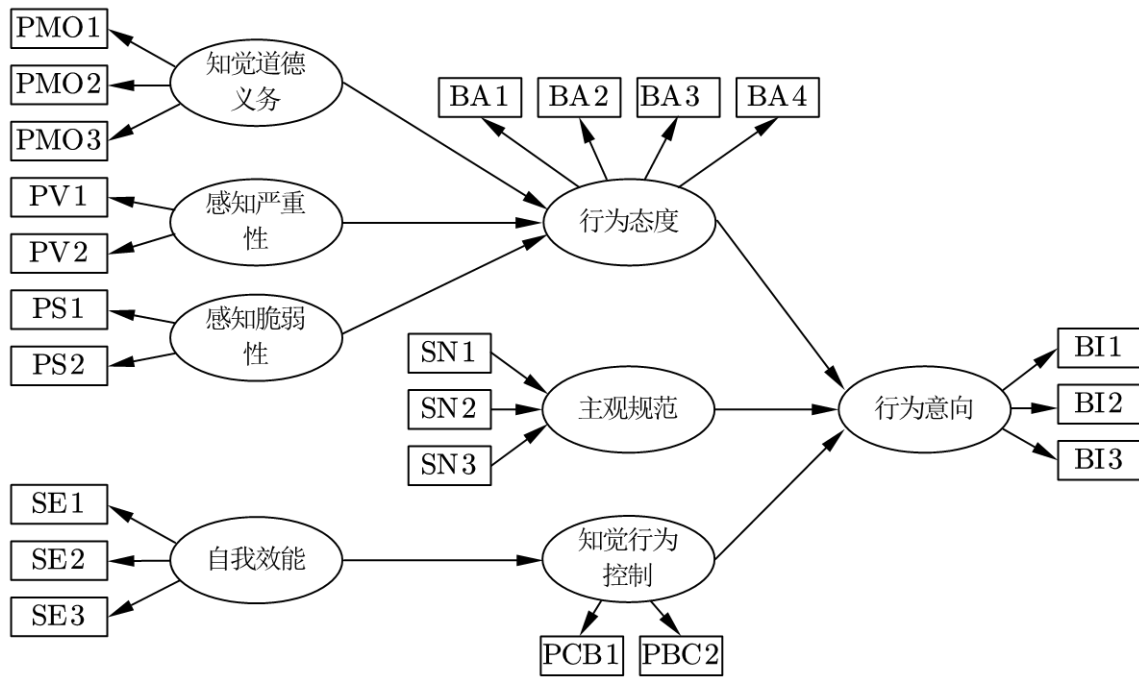 PMO1
PMO2
PMO3
知觉道德
义务
BA1
BA2
BA3
BA4
PV1
PV2
感知严重
性
行为态度
PS1
PS2
感知脆弱
性
SN1
SN2
SN3
主观规范
行为意向
BI1
BI2
BI3
SE1
SE2
SE3
自我效能
知觉行为
控制
PCB1
PBC2